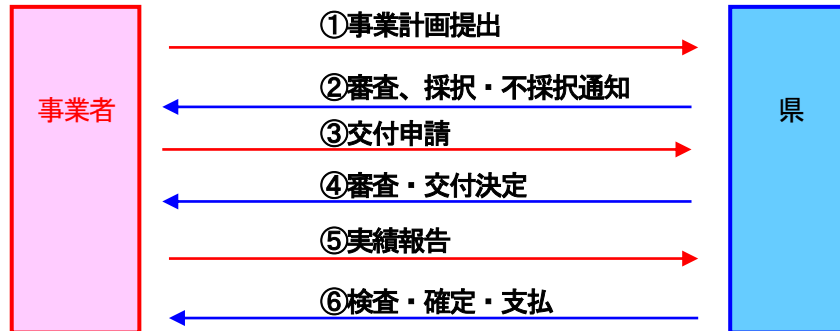 ①事業計画提出
②審査、採択・不採択通知
事業者
県
③交付申請
④審査・交付決定
⑤実績報告
⑥検査・確定・支払